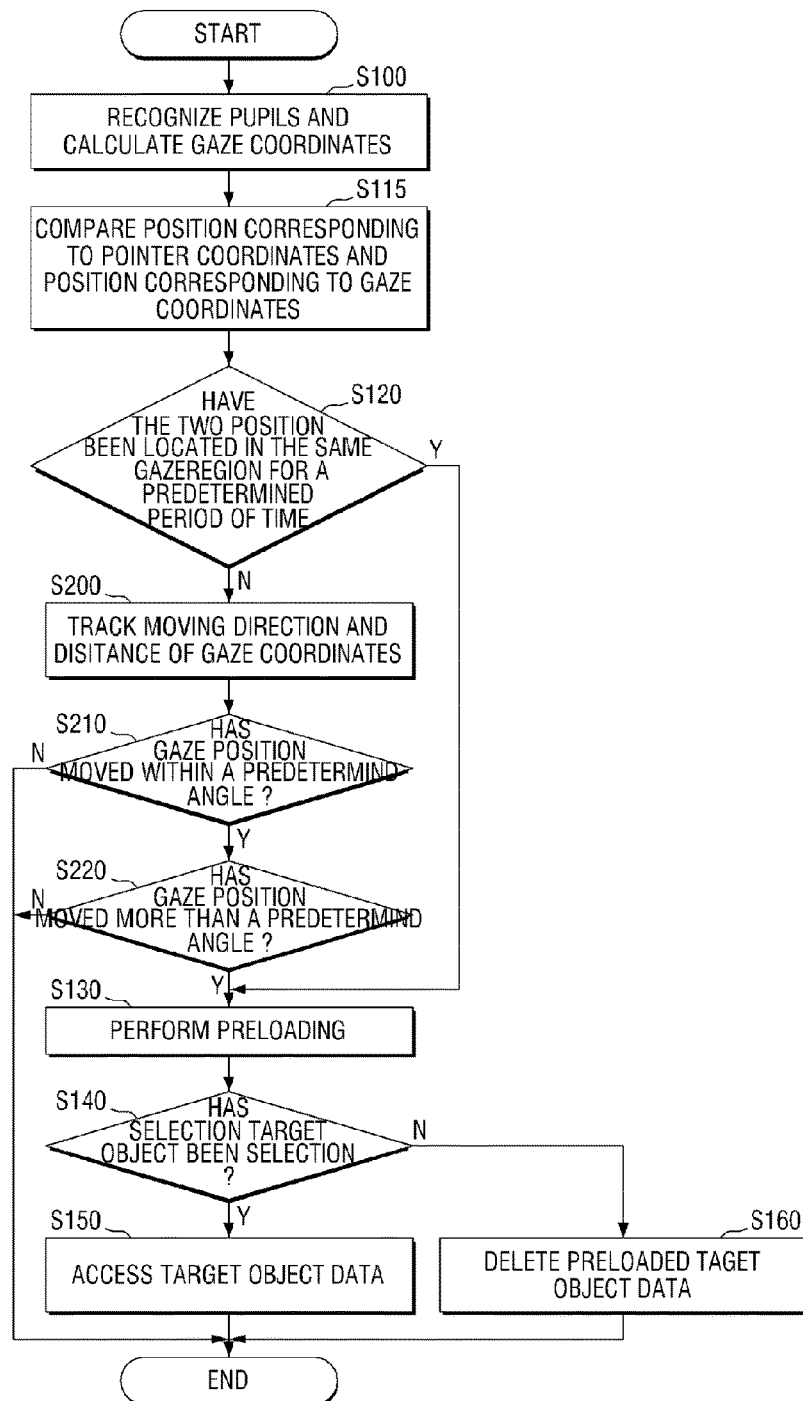 START
S100
RECOGNIZE PUPILS AND
CALCULATE GAZE COORDINATES
S115
COMPARE POSITION CORRESPONDING
TO POINTER COORDINATES AND
POSITION CORRESPONDING TO GAZE
COORDINATES
S120
HAVE
THE TWO POSITION
BEEN LOCATED IN THE SAME
GAZEREGION FOR A
PREDETERMINED
PERIOD OF TIME
Y
N
S200
TRACK MOVING DIRECTION AND
DISITANCE OF GAZE COORDINATES
S210
HAS
GAZE POSITION
MOVED WITHIN A PREDETERMIND
ANGLE ?
N
Y
S220
HAS
GAZE POSITION
MOVED MORE THAN A PREDETERMIND
ANGLE ?
N
Y
S130
PERFORM PRELOADING
S140
HAS
SELECTION TARGET
OBJECT BEEN SELECTION
?
N
Y
S150
ACCESS TARGET OBJECT DATA
S160
DELETE PRELOADED TAGET
OBJECT DATA
END